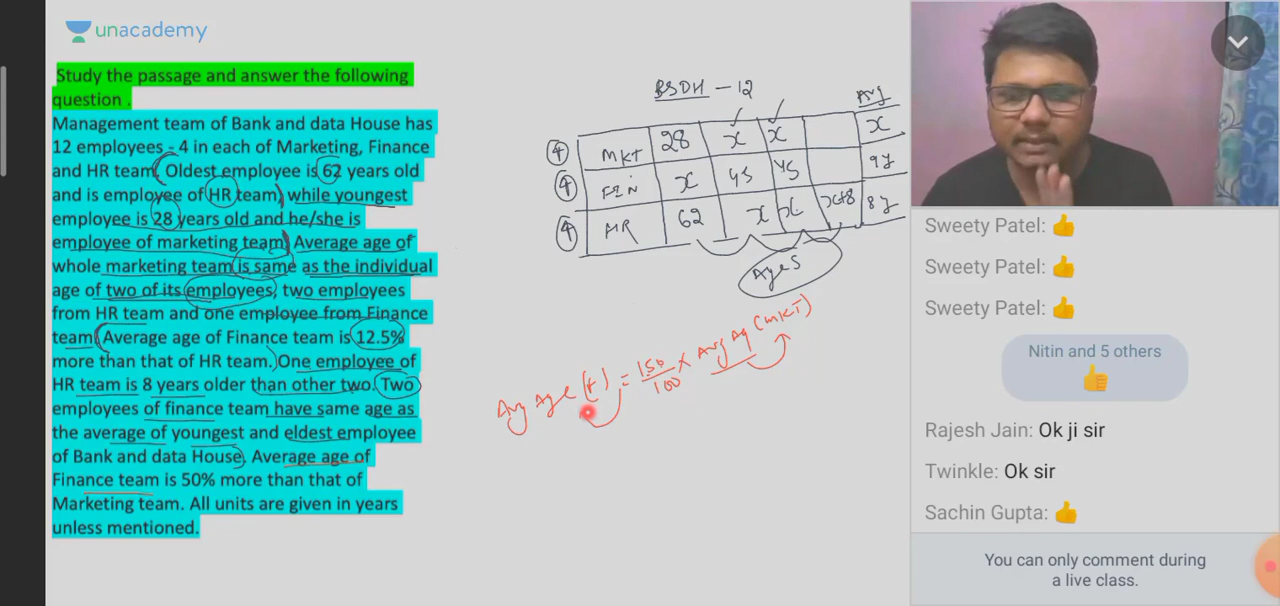 unacademy
Study the passage and answer the following
question .
Management team of Bank and data House has
12 employees - 4 in each of Marketing, Finance
and HR team. Oldest employee is 62 years old
and is employee of HR team, while youngest
employee is 28 years old and he/she is
employee of marketing team. Average age of
whole marketing team is same as the individual
age of two of its employees, two employees
from HR team and one employee from Finance
team. Average age of Finance team is 12.5%
more than that of HR team. One employee of
HR team is 8 years older than other two. Two
employees of finance team have same age as
the average of youngest and eldest employee
of Bank and data House. Average age of
Finance team is 50% more than that of
Marketing team. All units are given in years
unless mentioned.
BSDH - 12
Avg
④ MKT 28 x x x
④ FIN x 45 45 9y
④ HR 62 x x x+8 8y
Ages
Avg Age (F) = 150/100 × Avg Ag (MKT)
Sweety Patel: 👍
Sweety Patel: 👍
Sweety Patel: 👍
Nitin and 5 others
👍
Rajesh Jain: Ok ji sir
Twinkle: Ok sir
Sachin Gupta: 👍
You can only comment during
a live class.